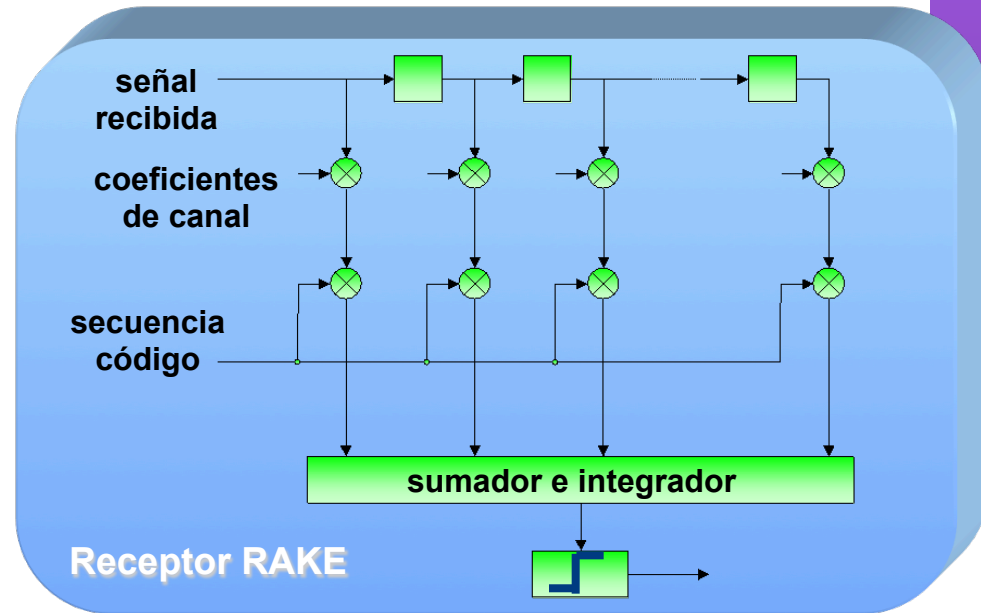 señal
recibida
coeficientes
de canal
secuencia
código
sumador e integrador
Receptor RAKE